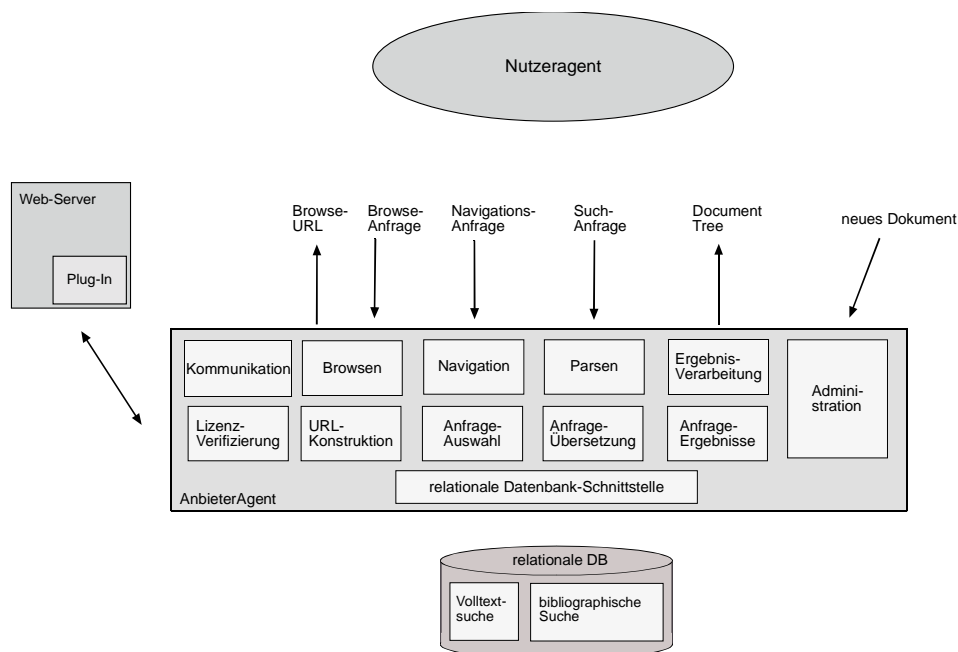 Nutzeragent
Web-Server
Plug-In
Browse-
URL
Browse-
Anfrage
Navigations-
Anfrage
Such-
Anfrage
Document
Tree
neues Dokument
Kommunikation
Browsen
Navigation
Parsen
Ergebnis-
Verarbeitung
Admini-
stration
Lizenz-
Verifizierung
URL-
Konstruktion
Anfrage-
Auswahl
Anfrage-
Übersetzung
Anfrage-
Ergebnisse
relationale Datenbank-Schnittstelle
AnbieterAgent
relationale DB
Volltext-
suche
bibliographische
Suche